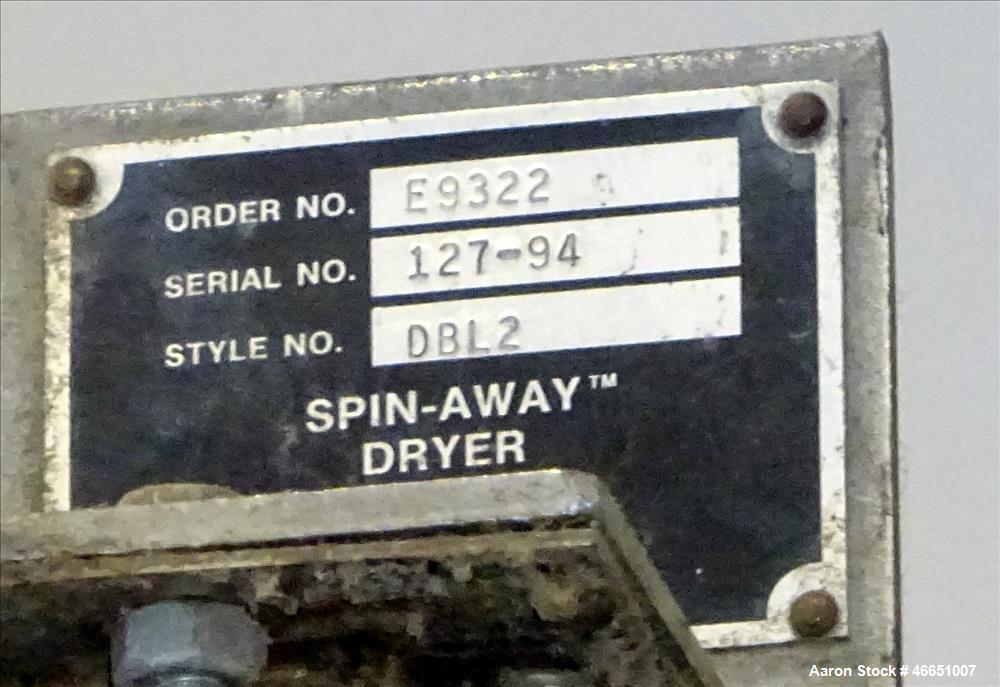 ORDER NO. E9322
SERIAL NO. 127-94
STYLE NO. DBL2
SPIN-AWAY™
DRYER
Aaron Stock # 46651007